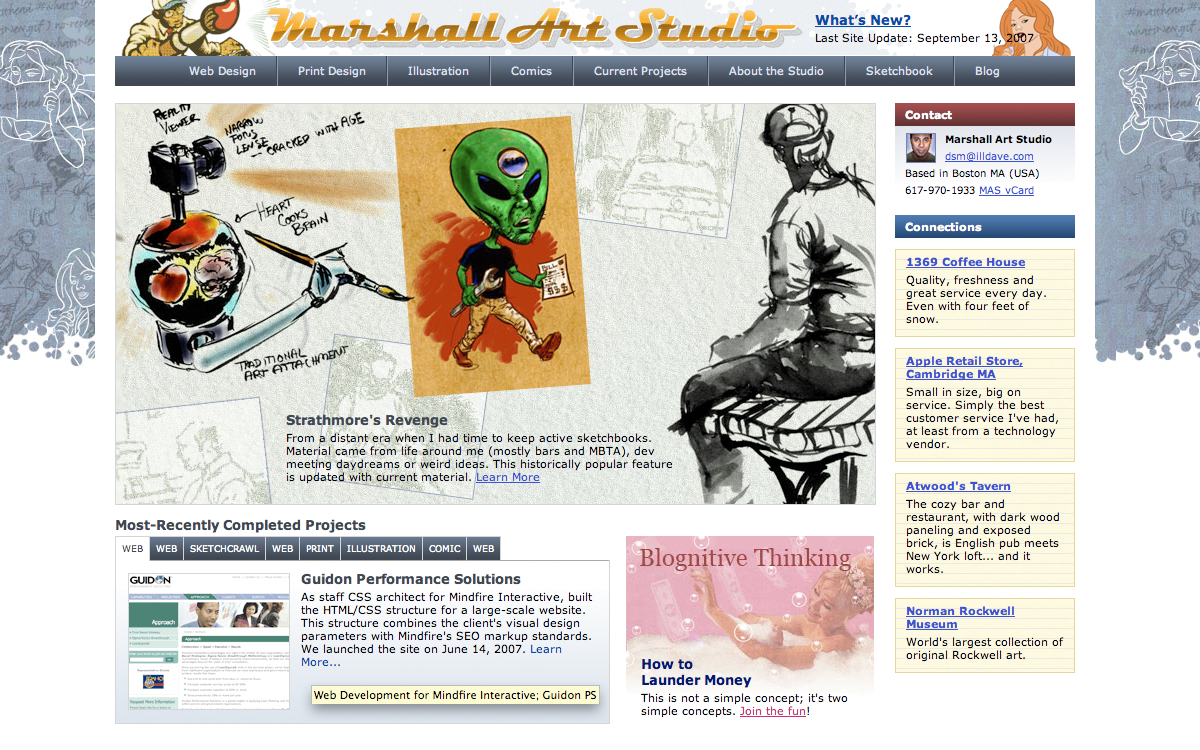 Marshall Art Studio
What's New?
Last Site Update: September 13, 2007
Web Design
Print Design
Illustration
Comics
Current Projects
About the Studio
Sketchbook
Blog
REALITY
VIEWER
NARROW
FOCUS
LENSE
-- CRACKED WITH AGE
HEART
COOKS
BRAIN
TRADITIONAL
ART ATTACHMENT
BILL
$$$
Strathmore's Revenge
From a distant era when I had time to keep active sketchbooks.
Material came from life around me (mostly bars and MBTA), dev
meeting daydreams or weird ideas. This historically popular feature
is updated with current material. Learn More
Contact
Marshall Art Studio
dsm@illdave.com
Based in Boston MA (USA)
617-970-1933 MAS vCard
Connections
1369 Coffee House
Quality, freshness and
great service every day.
Even with four feet of
snow.
Apple Retail Store,
Cambridge MA
Small in size, big on
service. Simply the best
customer service I've had,
at least from a technology
vendor.
Atwood's Tavern
The cozy bar and
restaurant, with dark wood
paneling and exposed
brick, is English pub meets
New York loft... and it
works.
Norman Rockwell
Museum
World's largest collection of
original Rockwell art.
Most-Recently Completed Projects
WEB
WEB
SKETCHCRAWL
WEB
PRINT
ILLUSTRATION
COMIC
WEB
GUIDON
Approach
Guidon Performance Solutions
As staff CSS architect for Mindfire Interactive, built
the HTML/CSS structure for a large-scale website.
This structure combines the client's visual design
parameters with Mindfire's SEO markup standards.
We launched the site on June 14, 2007. Learn
More...
Web Development for Mindfire Interactive; Guidon PS
Blognitive Thinking
How to
Launder Money
This is not a simple concept; it's two
simple concepts. Join the fun!